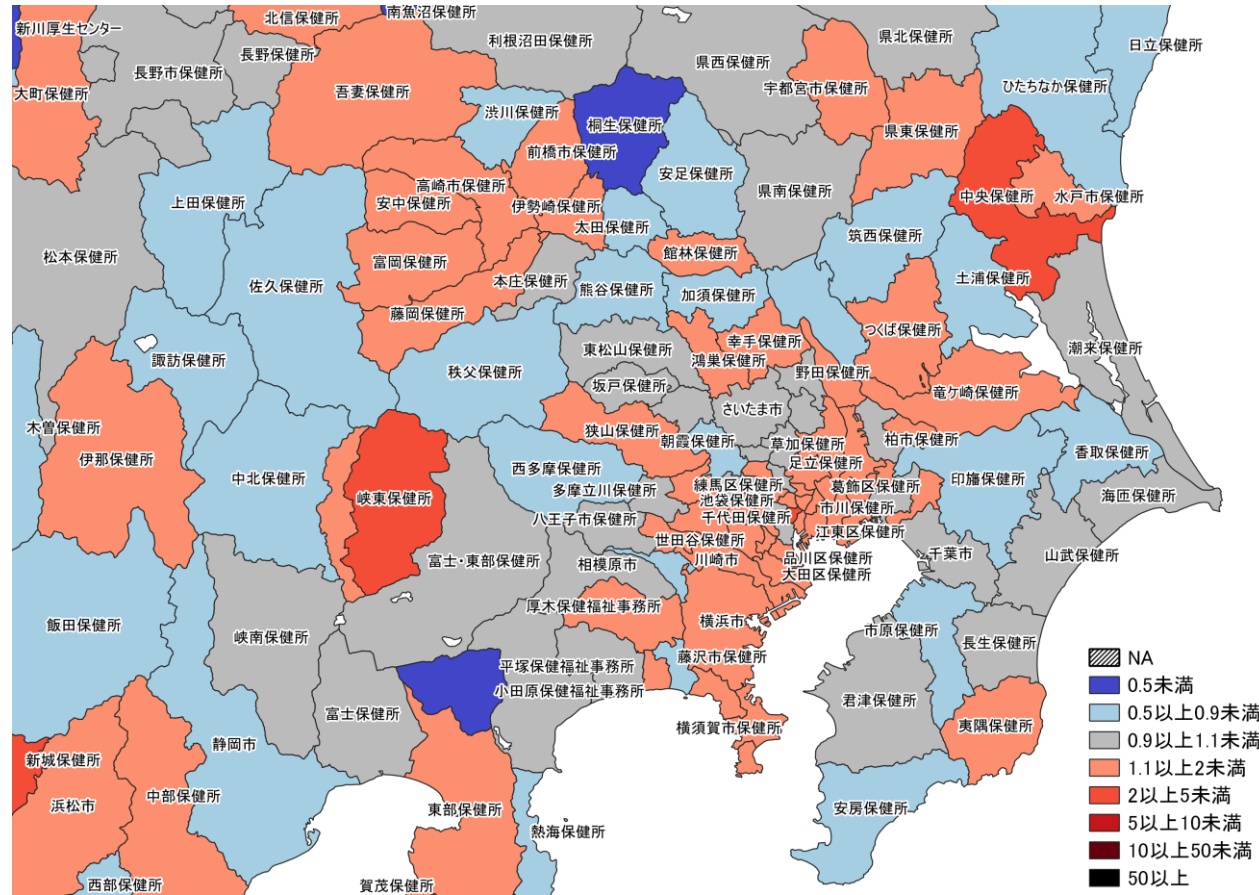 新川厚生センター
北信保健所
南魚沼保健所
利根沼田保健所
県北保健所
日立保健所
長野保健所
長野市保健所
県西保健所
大町保健所
吾妻保健所
渋川保健所
宇都宮市保健所
ひたちなか保健所
桐生保健所
前橋市保健所
県東保健所
安足保健所
県南保健所
高崎市保健所
中央保健所
水戸市保健所
上田保健所
安中保健所
伊勢崎保健所
太田保健所
筑西保健所
松本保健所
富岡保健所
館林保健所
本庄保健所
土浦保健所
佐久保健所
熊谷保健所
加須保健所
藤岡保健所
つくば保健所
幸手保健所
潮来保健所
諏訪保健所
東松山保健所
鴻巣保健所
秩父保健所
野田保健所
坂戸保健所
竜ケ崎保健所
さいたま市
木曽保健所
狭山保健所
朝霞保健所
草加保健所
柏市保健所
伊那保健所
香取保健所
西多摩保健所
足立保健所
中北保健所
印旛保健所
多摩立川保健所
練馬区保健所
葛飾区保健所
峡東保健所
池袋保健所
市川保健所
海匝保健所
八王子市保健所
千代田保健所
江東区保健所
世田谷保健所
富士・東部保健所
川崎市
品川区保健所
千葉市
山武保健所
相模原市
大田区保健所
厚木保健福祉事務所
飯田保健所
横浜市
市原保健所
峡南保健所
長生保健所
藤沢市保健所
平塚保健福祉事務所
小田原保健福祉事務所
君津保健所
富士保健所
横須賀市保健所
夷隅保健所
静岡市
新城保健所
中部保健所
浜松市
東部保健所
安房保健所
熱海保健所
西部保健所
賀茂保健所
NA
0.5未満
0.5以上0.9未満
0.9以上1.1未満
1.1以上2未満
2以上5未満
5以上10未満
10以上50未満
50以上